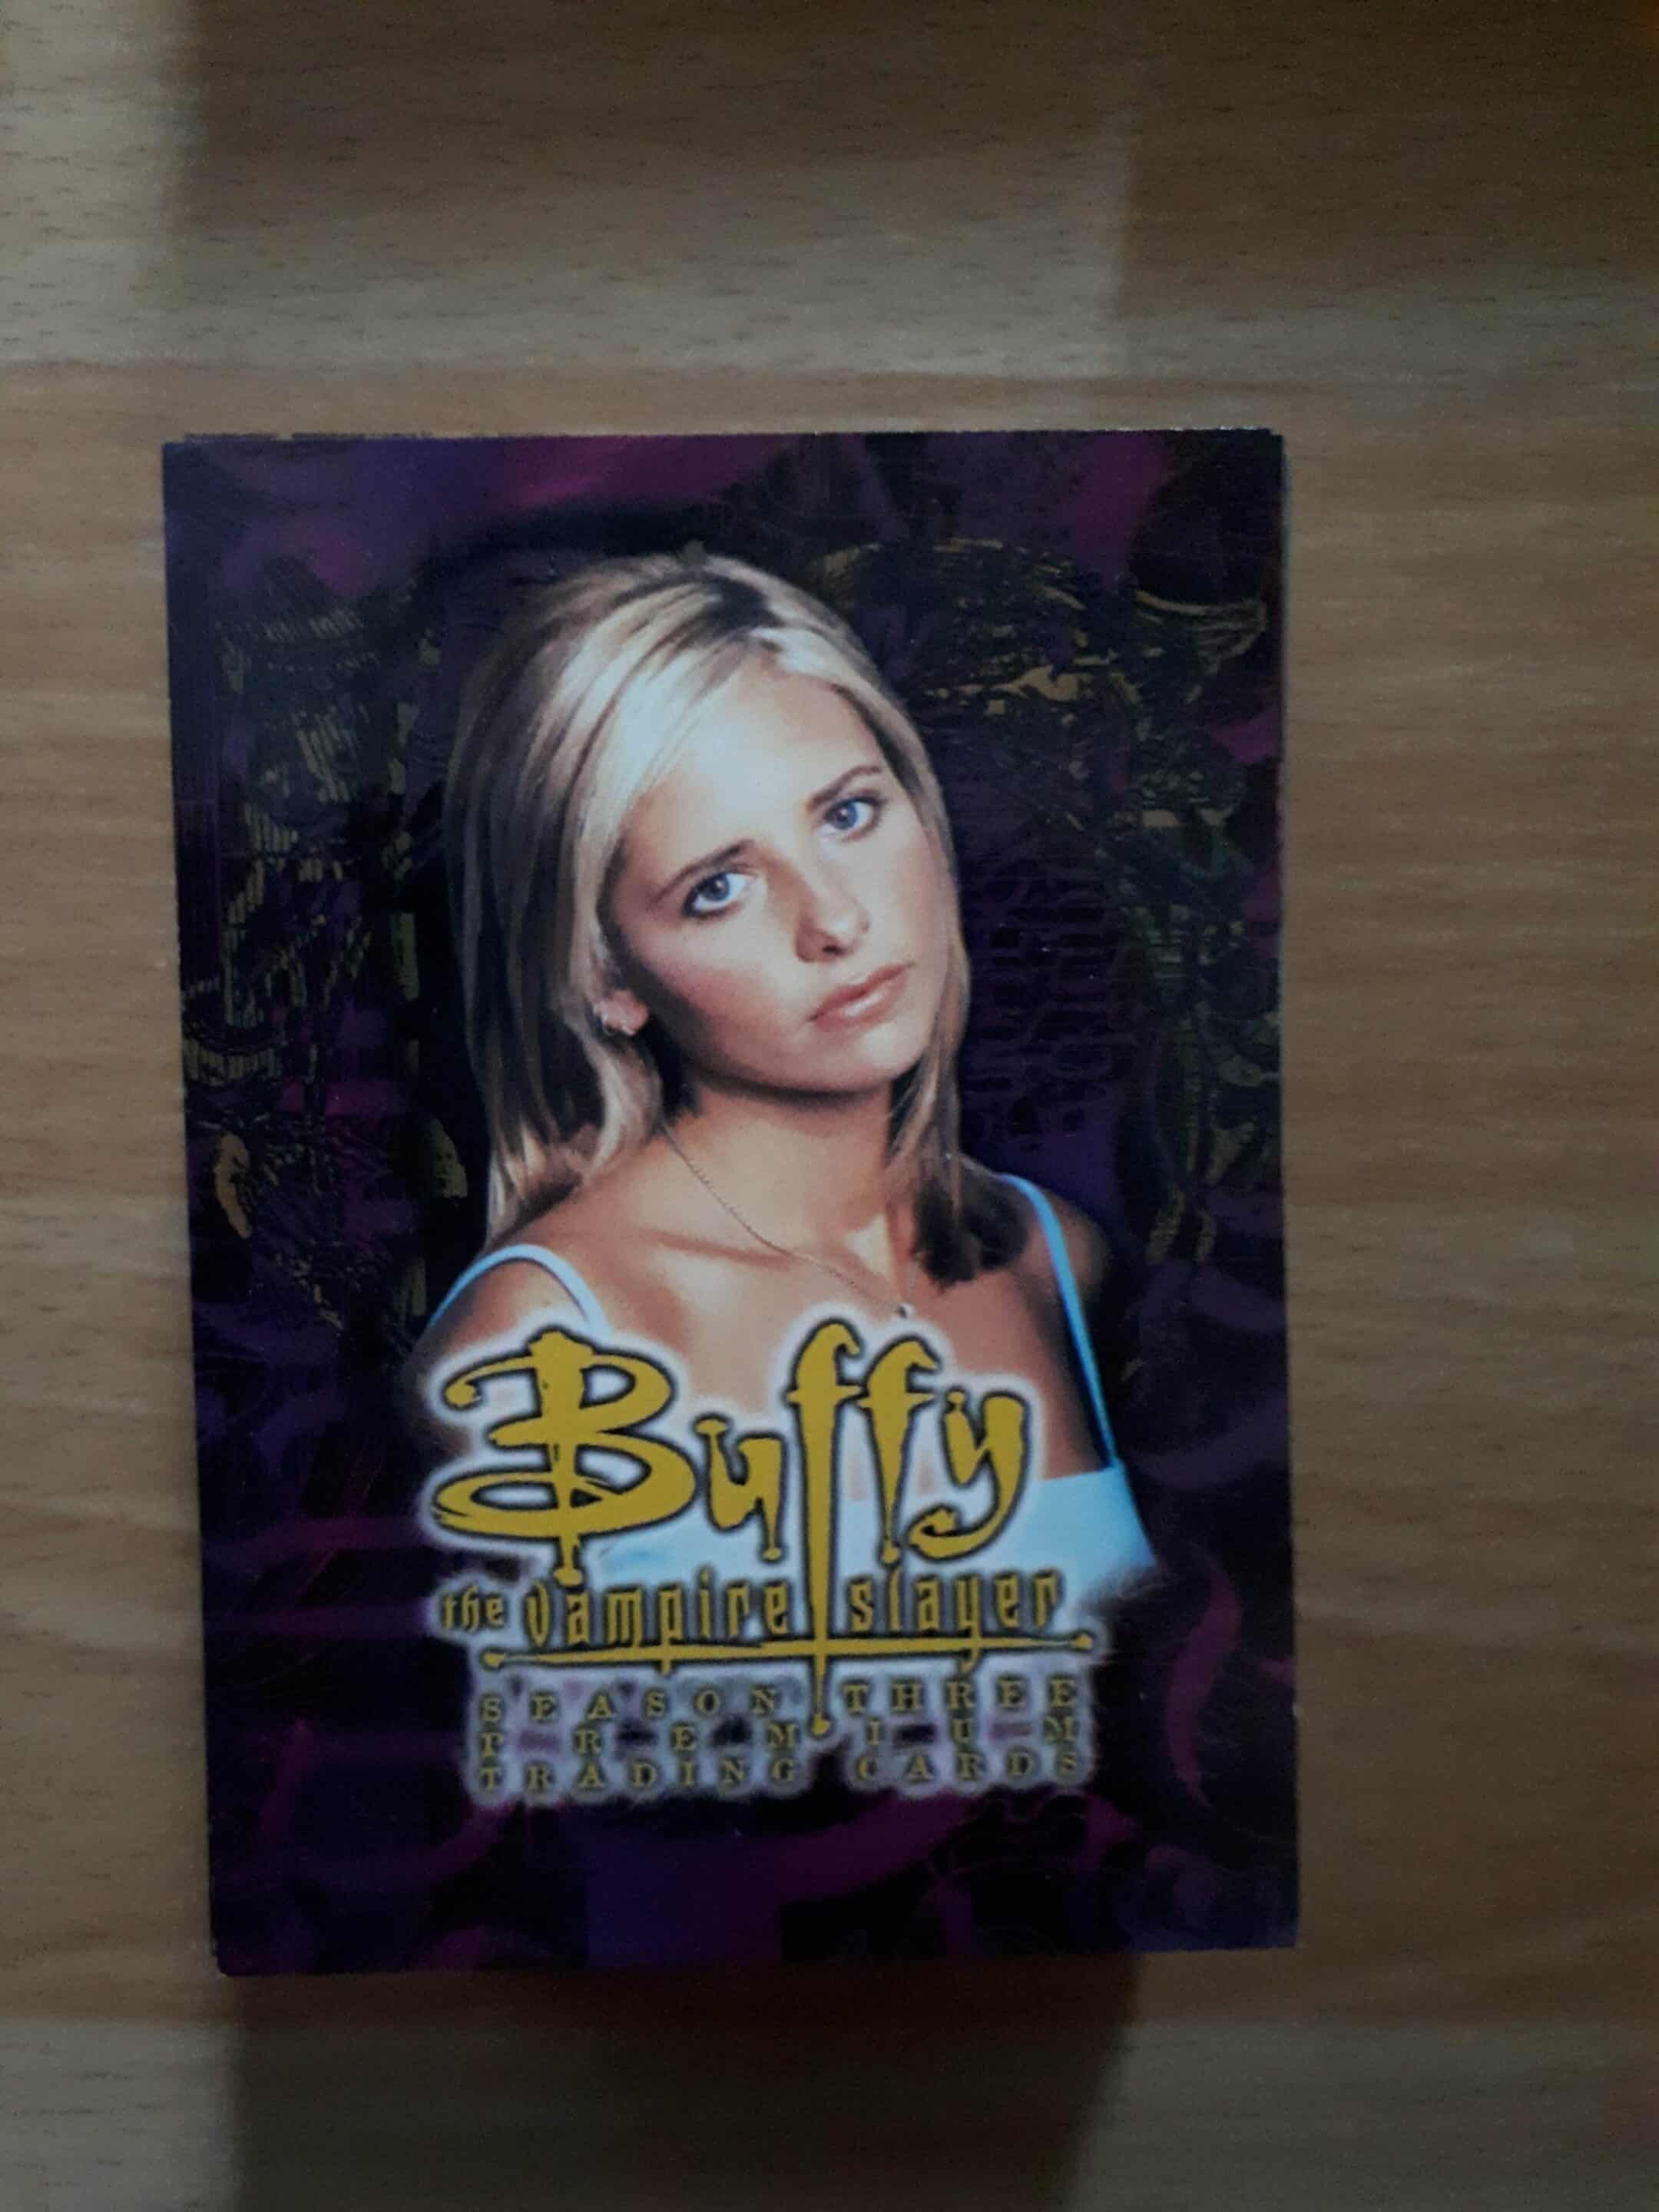 Buffy
the vampire slayer
SEASON THREE
PREMIUM
TRADING CARDS